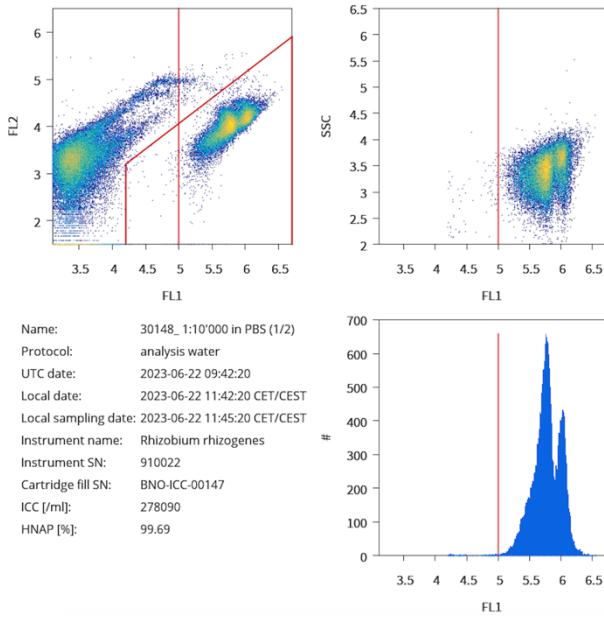 6
5
4
3
2
FL2
3.5
4
4.5
5
5.5
6
6.5
FL1
6
5.5
5
4.5
4
3.5
3
2.5
2
SSC
3.5
4
4.5
5
5.5
6
6.5
FL1
Name: 30148_ 1:10'000 in PBS (1/2)
Protocol: analysis water
UTC date: 2023-06-22 09:42:20
Local date: 2023-06-22 11:42:20 CET/CEST
Local sampling date: 2023-06-22 11:45:20 CET/CEST
Instrument name: Rhizobium rhizogenes
Instrument SN: 910022
Cartridge fill SN: BNO-ICC-00147
ICC [/ml]: 278090
HNAP [%]: 99.69
700
600
500
400
300
200
100
0
#
3.5
4
4.5
5
5.5
6
6.5
FL1